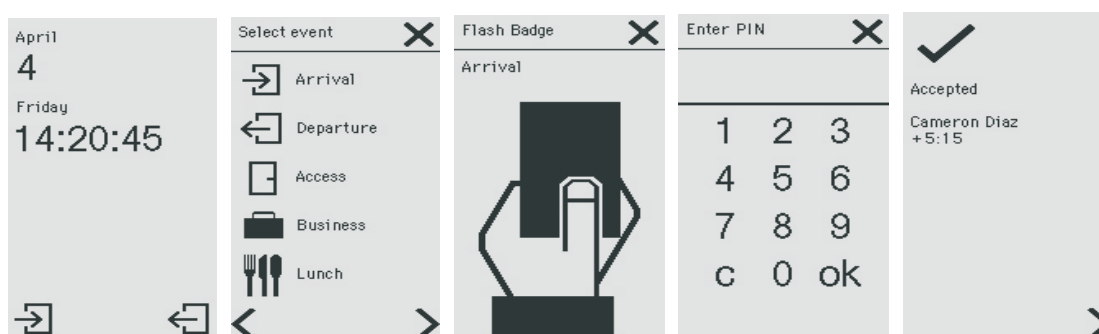 April
4
Friday
14:20:45
Select event
Arrival
Departure
Access
Business
Lunch
Flash Badge
Arrival
Enter PIN
1 2 3
4 5 6
7 8 9
c 0 ok
Accepted
Cameron Diaz
+5:15